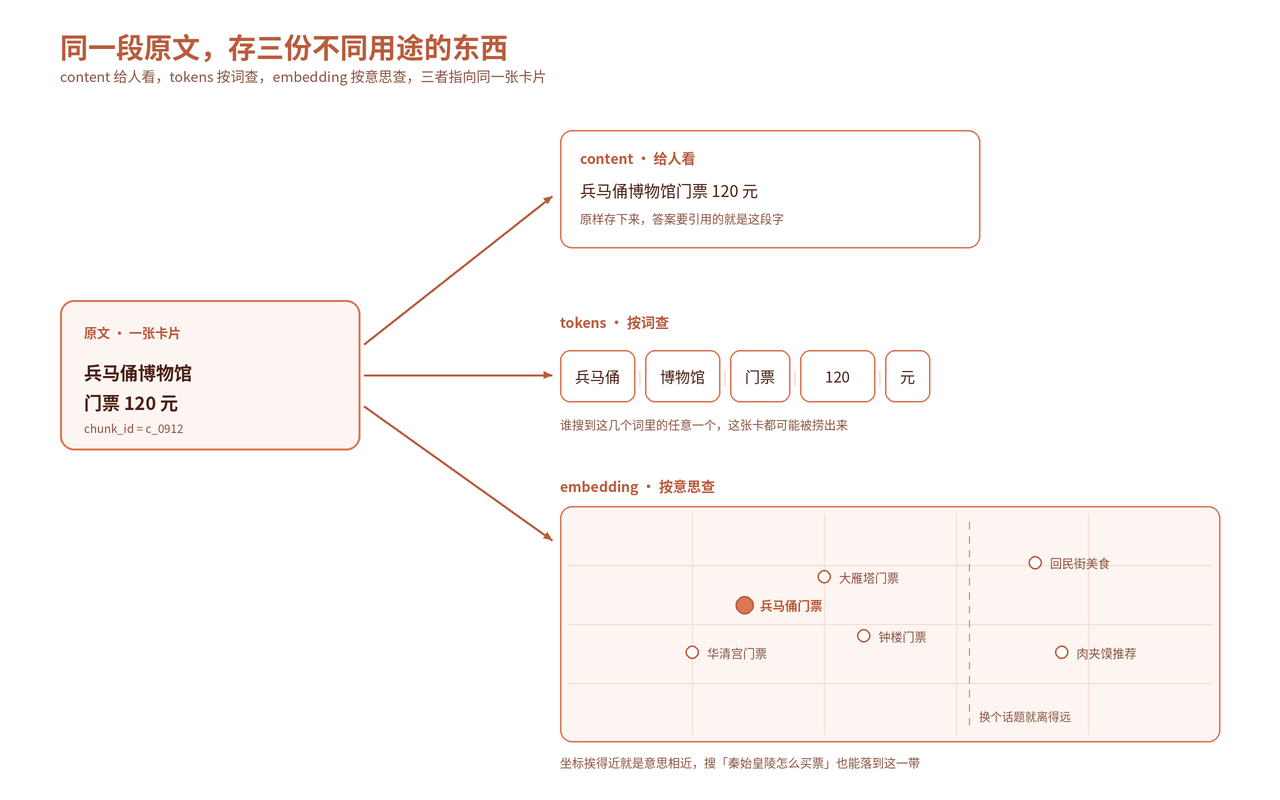 同一段原文，存三份不同用途的东西
content 给人看，tokens 按词查，embedding 按意思查，三者指向同一张卡片
content · 给人看
兵马俑博物馆门票 120 元
原样存下来，答案要引用的就是这段字
原文 · 一张卡片
兵马俑博物馆
门票 120 元
chunk_id = c_0912
tokens · 按词查
兵马俑 博物馆 门票 120 元
谁搜到这几个词里的任意一个，这张卡都可能被捞出来
embedding · 按意思查
回民街美食
大雁塔门票
兵马俑门票
钟楼门票
华清宫门票
肉夹馍推荐
换个话题就离得远
坐标挨得近就是意思相近，搜「秦始皇陵怎么买票」也能落到这一带